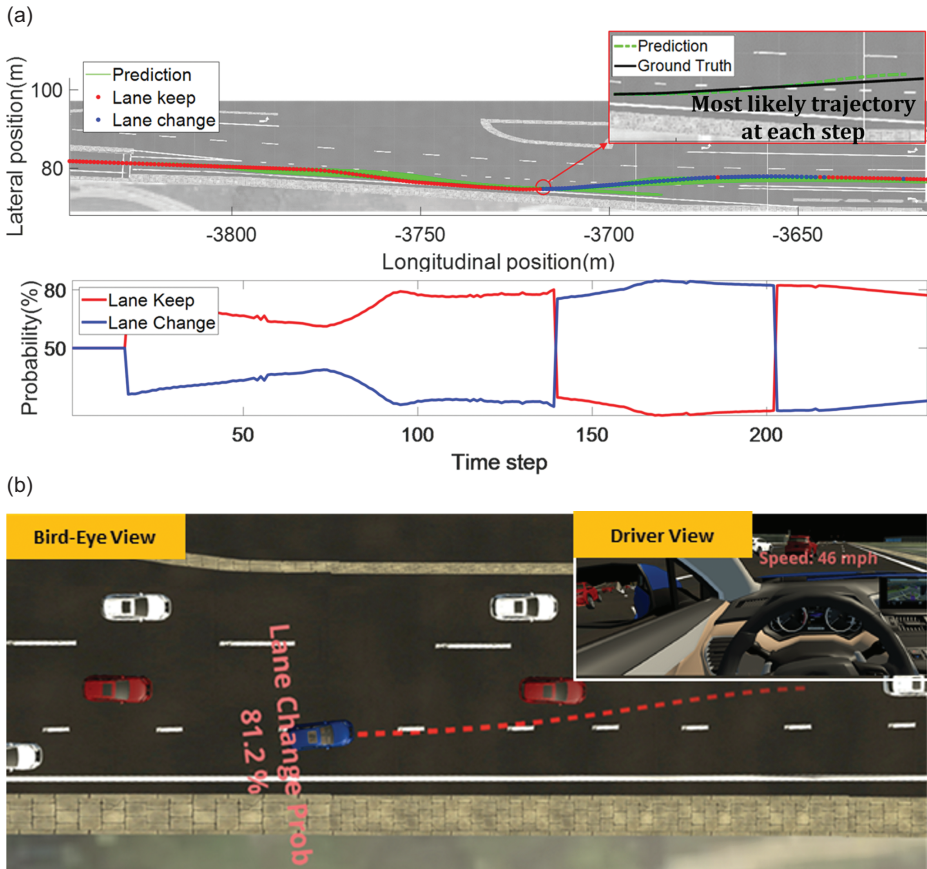 (a)
Prediction
Lane keep
Lane change
Prediction
Ground Truth
Most likely trajectory
at each step
Lateral position(m)
100
80
-3800
-3750
-3700
-3650
Longitudinal position(m)
Probability(%)
80
50
Lane Keep
Lane Change
50
100
150
200
Time step
(b)
Bird-Eye View
Driver View
Speed: 46 mph
Lane Change Prob
81.2 %